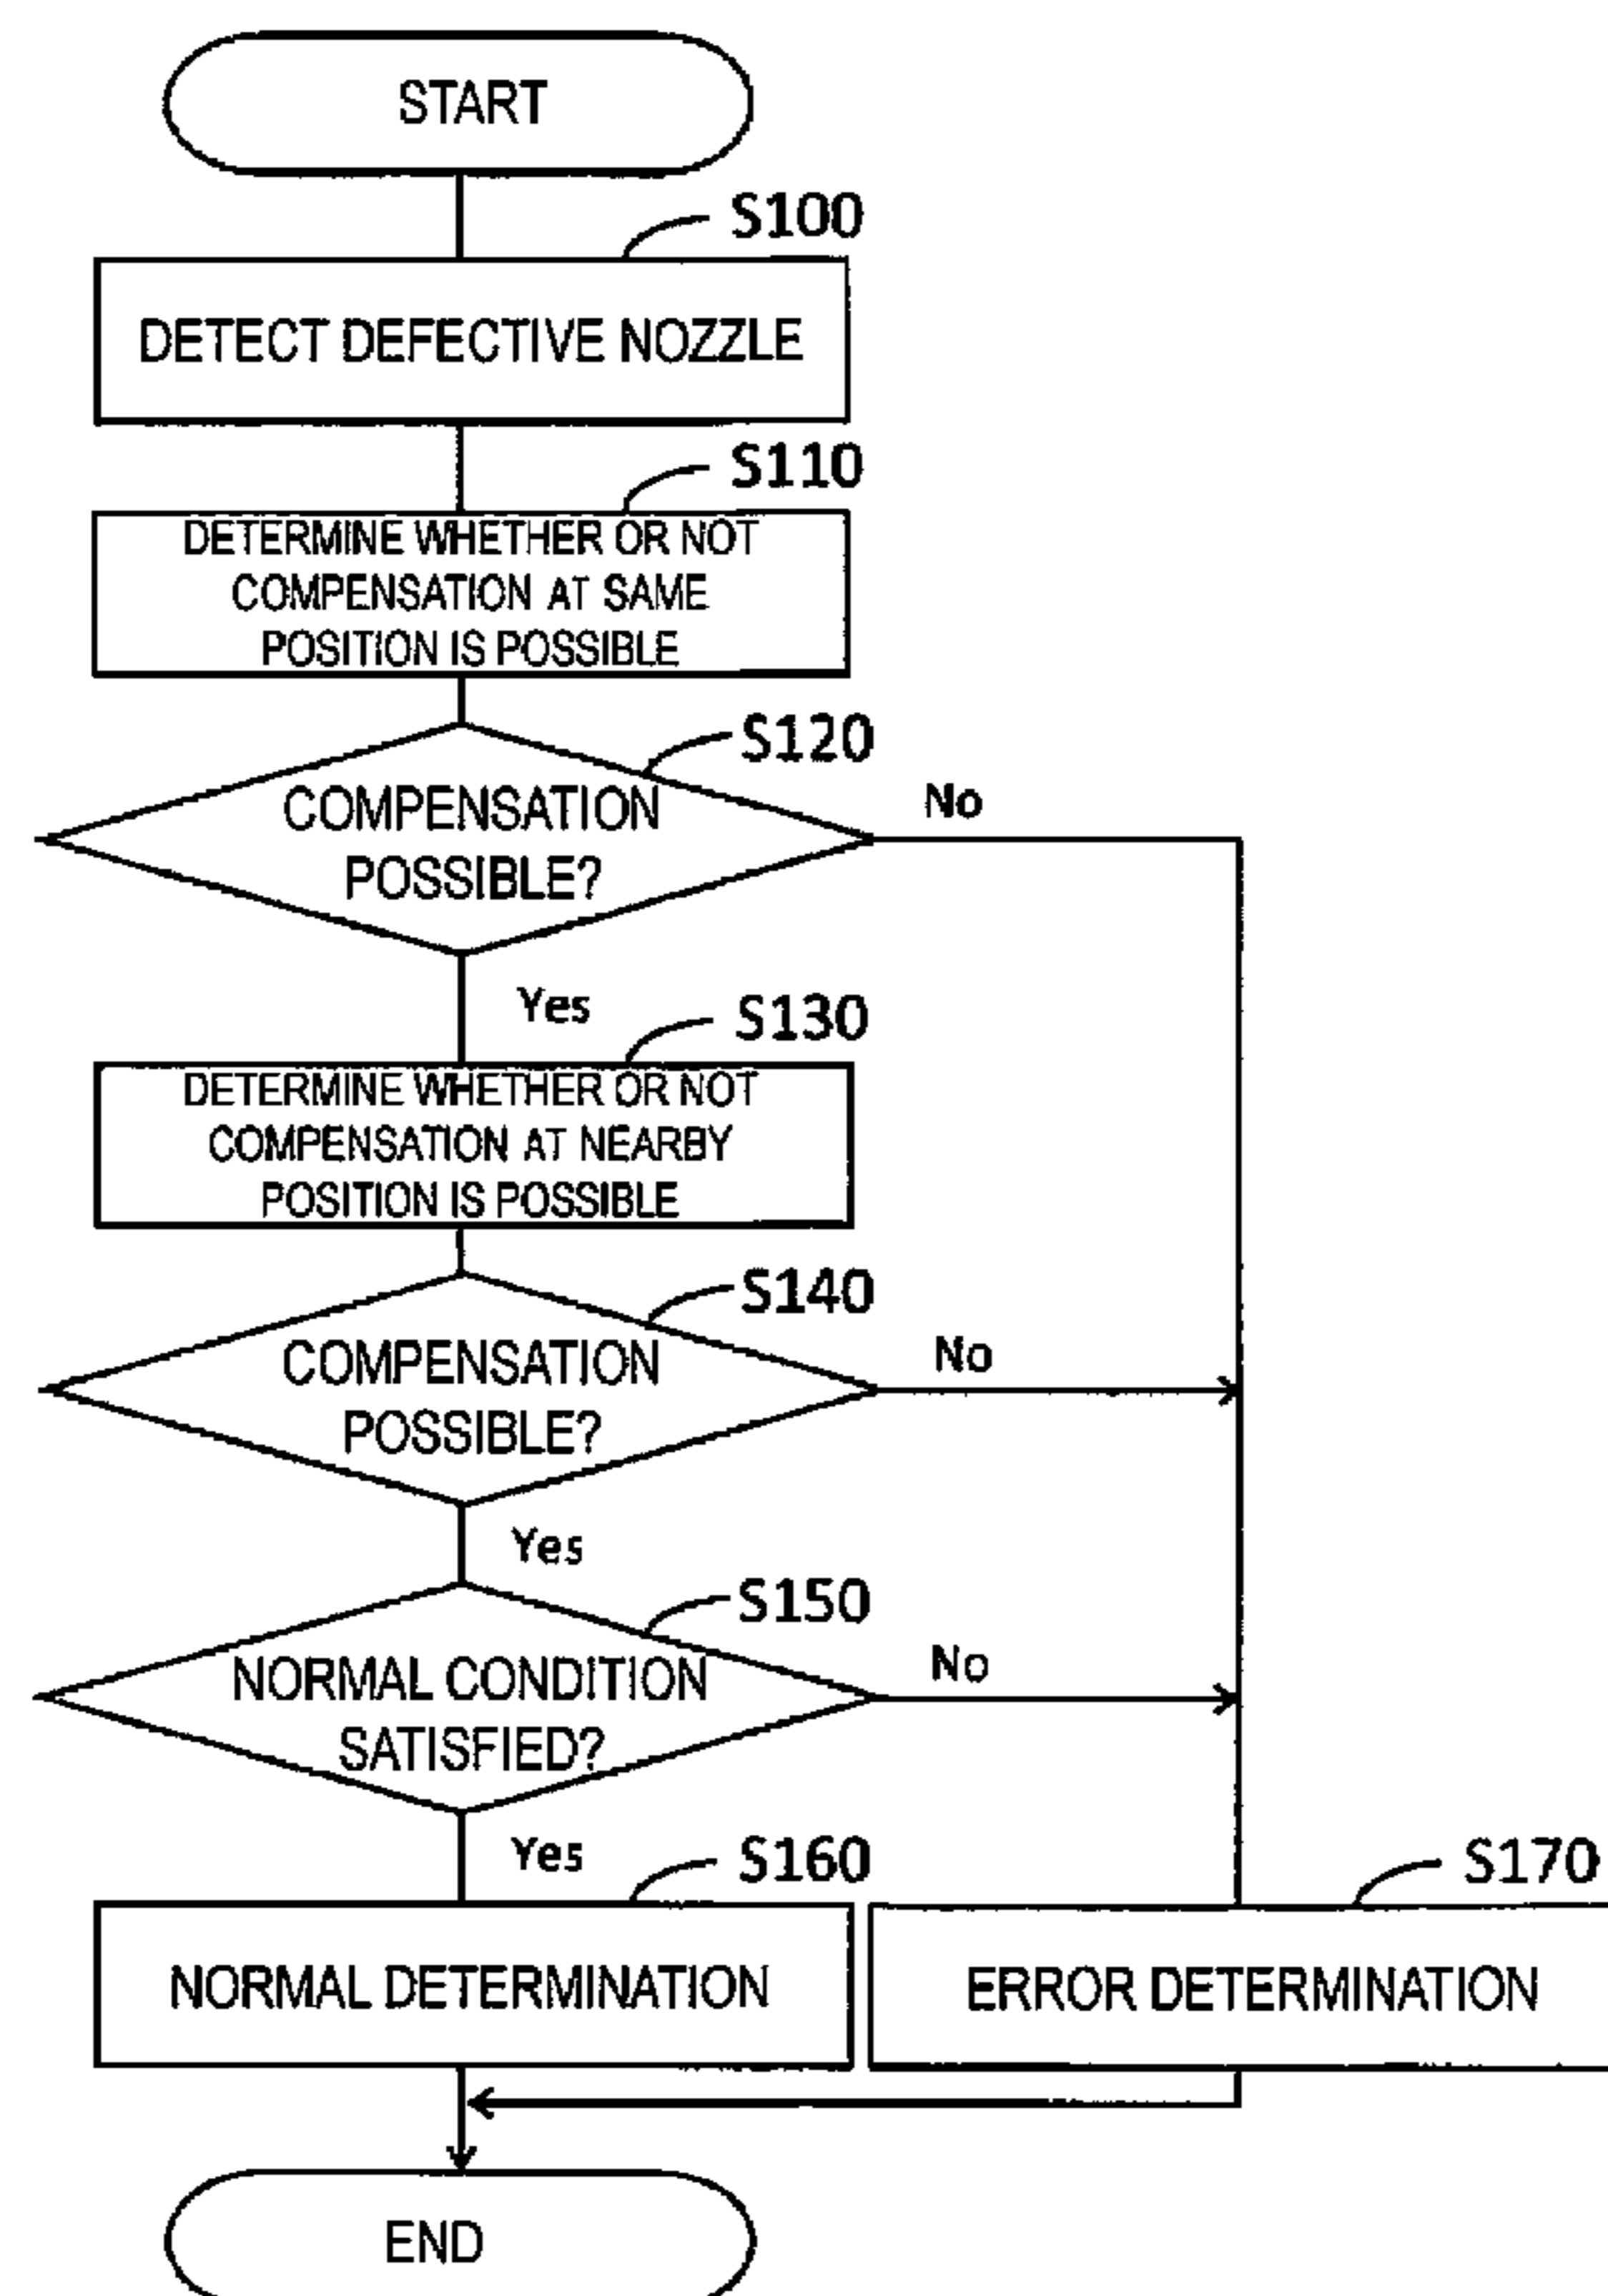 START
S100
DETECT DEFECTIVE NOZZLE
S110
DETERMINE WHETHER OR NOT
COMPENSATION AT SAME
POSITION IS POSSIBLE
S120
COMPENSATION
POSSIBLE?
No
Yes
S130
DETERMINE WHETHER OR NOT
COMPENSATION AT NEARBY
POSITION IS POSSIBLE
S140
COMPENSATION
POSSIBLE?
No
Yes
S150
NORMAL CONDITION
SATISFIED?
No
Yes
S160
NORMAL DETERMINATION
S170
ERROR DETERMINATION
END